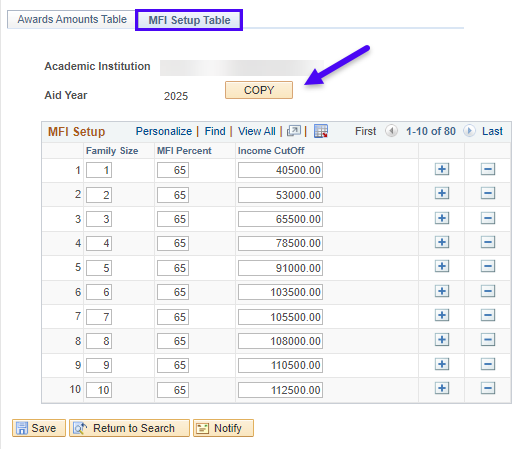 Awards Amounts Table MFI Setup Table
Academic Institution
Aid Year 2025 COPY
MFI Setup Personalize | Find | View All | | First 1-10 of 80 Last
Family Size MFI Percent Income CutOff
1 1 65 40500.00
2 2 65 53000.00
3 3 65 65500.00
4 4 65 78500.00
5 5 65 91000.00
6 6 65 103500.00
7 7 65 105500.00
8 8 65 108000.00
9 9 65 110500.00
10 10 65 112500.00
Save Return to Search Notify